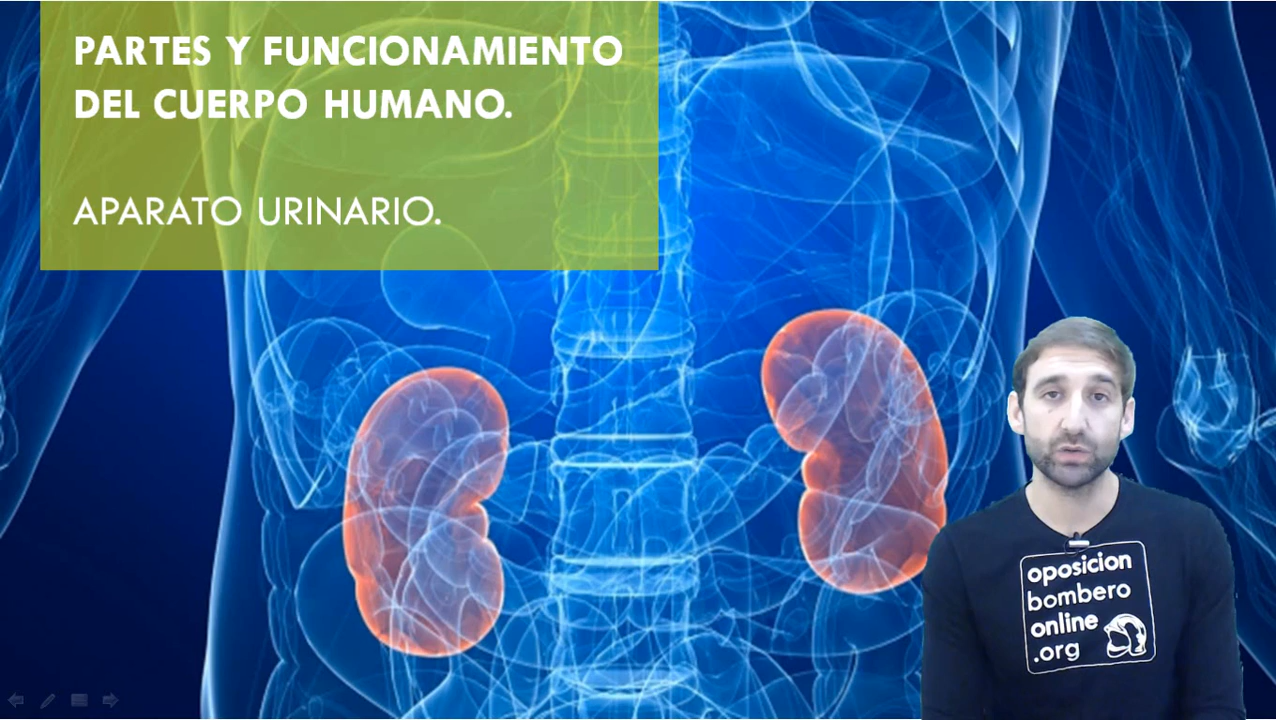 PARTES Y FUNCIONAMIENTO
DEL CUERPO HUMANO.
APARATO URINARIO.
oposicion
bombero
online
.org